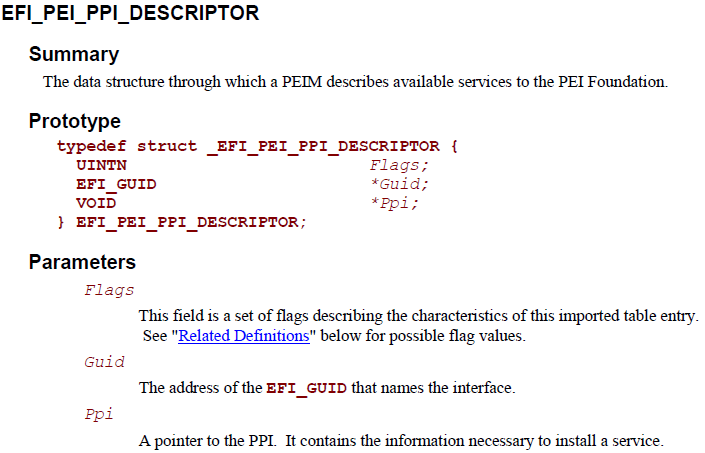 EFI_PEI_PPI_DESCRIPTOR
Summary
The data structure through which a PEIM describes available services to the PEI Foundation.
Prototype
typedef struct _EFI_PEI_PPI_DESCRIPTOR {
UINTN Flags;
EFI_GUID *Guid;
VOID *Ppi;
} EFI_PEI_PPI_DESCRIPTOR;
Parameters
Flags
This field is a set of flags describing the characteristics of this imported table entry.
See "Related Definitions" below for possible flag values.
Guid
The address of the EFI_GUID that names the interface.
Ppi
A pointer to the PPI. It contains the information necessary to install a service.